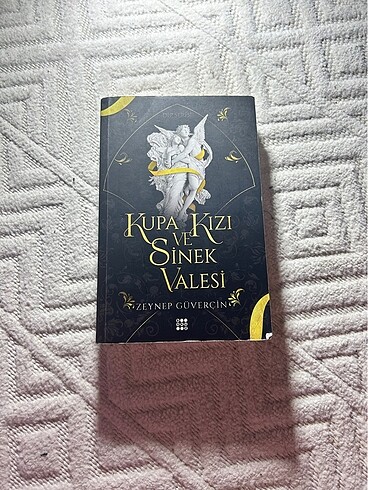 KUPA KIZI
VE
SİNEK
VALESİ
ZEYNEP GÜVERÇİN